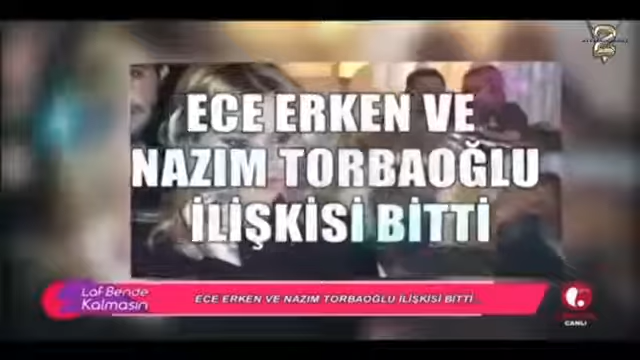 ECE ERKEN VE
NAZIM TORBAOĞLU
İLİŞKİSİ BİTTİ
Laf Bende
Kalmasın
ECE ERKEN VE NAZIM TORBAOĞLU İLİŞKİSİ BİTTİ..
CANLI